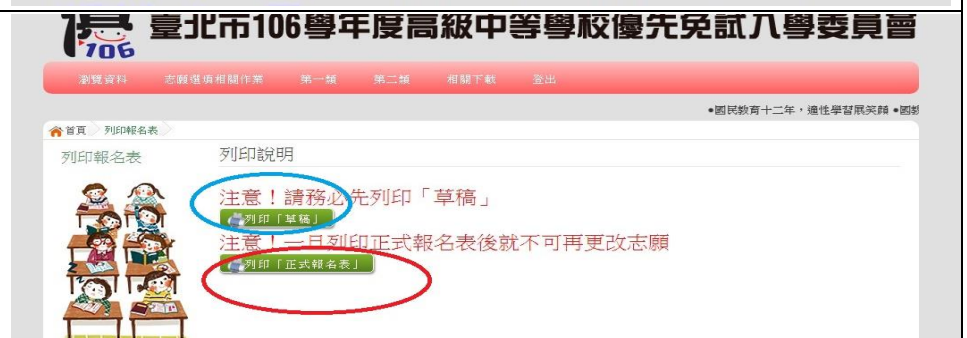 優 臺北市106學年度高級中等學校優先免試入學委員會
'106
瀏覽資料 志願選填相關作業 第一類 第二類 相關下載 登出
●國民教育十二年，適性學習展笑顏 ●國教
首頁 列印報名表
列印報名表 列印說明
注意！請務必先列印「草稿」
列印「草稿」
注意！一旦列印正式報名表後就不可再更改志願
列印「正式報名表」